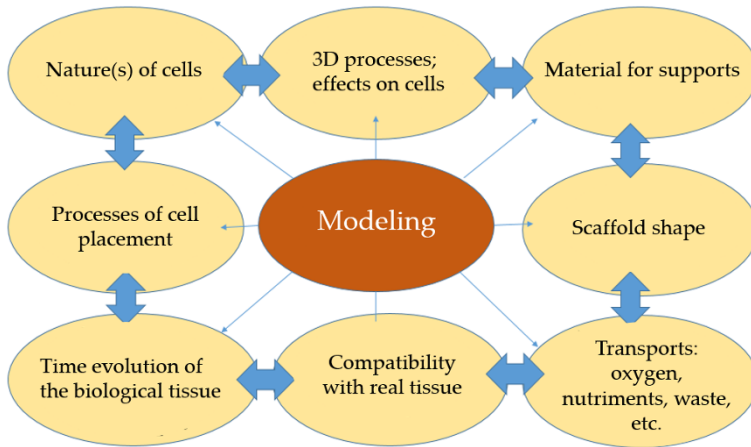 Nature(s) of cells
3D processes;
effects on cells
Material for supports
Processes of cell
placement
Modeling
Scaffold shape
Time evolution of
the biological tissue
Compatibility
with real tissue
Transports:
oxygen,
nutriments, waste,
etc.